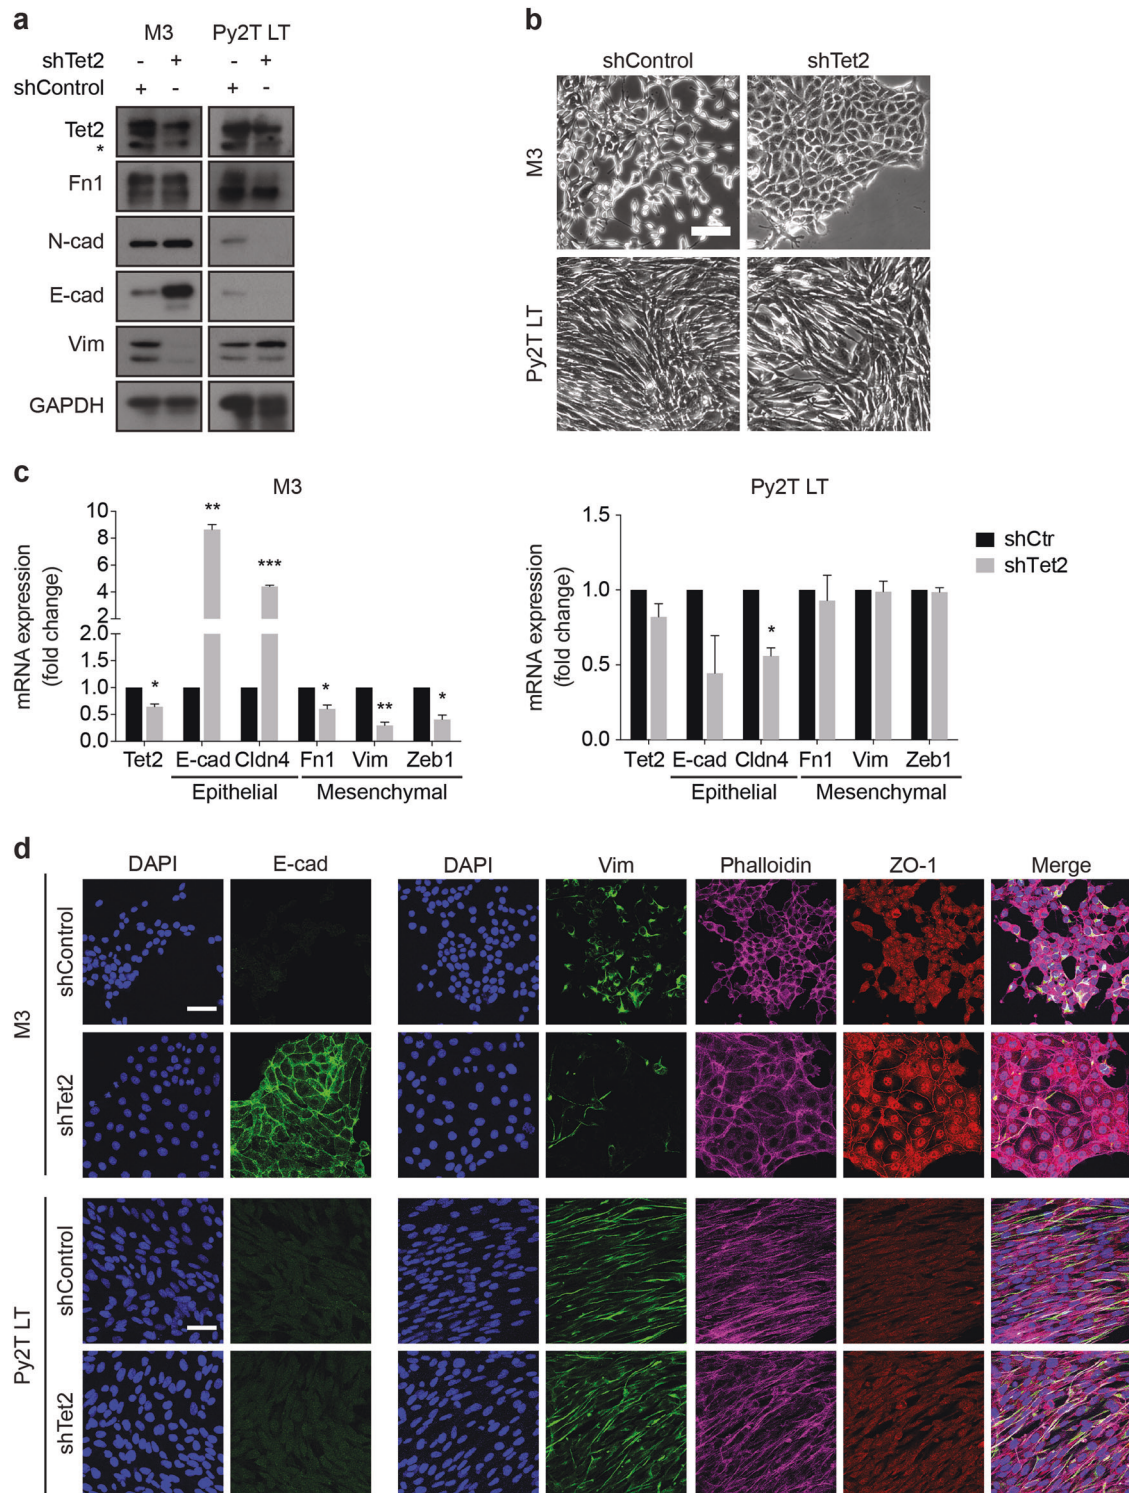 a
M3 Py2T LT
shTet2 - + - +
shControl + - + -
Tet2
*
Fn1
N-cad
E-cad
Vim
GAPDH
b
shControl shTet2
M3
Py2T LT
c
M3
mRNA expression
(fold change)
10
8
6
4
2
2.0
1.0
0.5
0.0
** *** * * ** *
Tet2 E-cad Cldn4 Fn1 Vim Zeb1
Epithelial Mesenchymal
Py2T LT
mRNA expression
(fold change)
1.5
1.0
0.5
0.0
*
Tet2 E-cad Cldn4 Fn1 Vim Zeb1
Epithelial Mesenchymal
shCtr
shTet2
d
DAPI E-cad DAPI Vim Phalloidin ZO-1 Merge
M3
shControl
shTet2
Py2T LT
shControl
shTet2